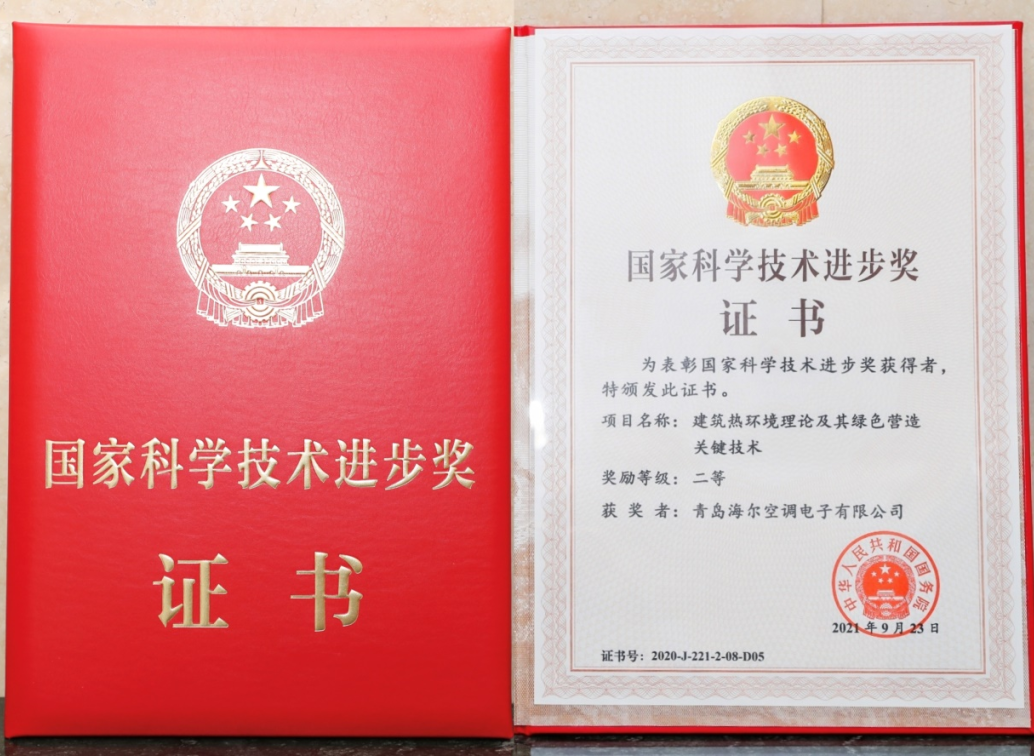 国家科学技术进步奖
证书
国家科学技术进步奖
证书
为表彰国家科学技术进步奖获得者，
特颁发此证书。
项目名称：建筑热环境理论及其绿色营造
关键技术
奖励等级：二等
获奖者：青岛海尔空调电子有限公司
中华人民共和国国务院
2021年9月23日
证书号：2020-J-221-2-08-D05